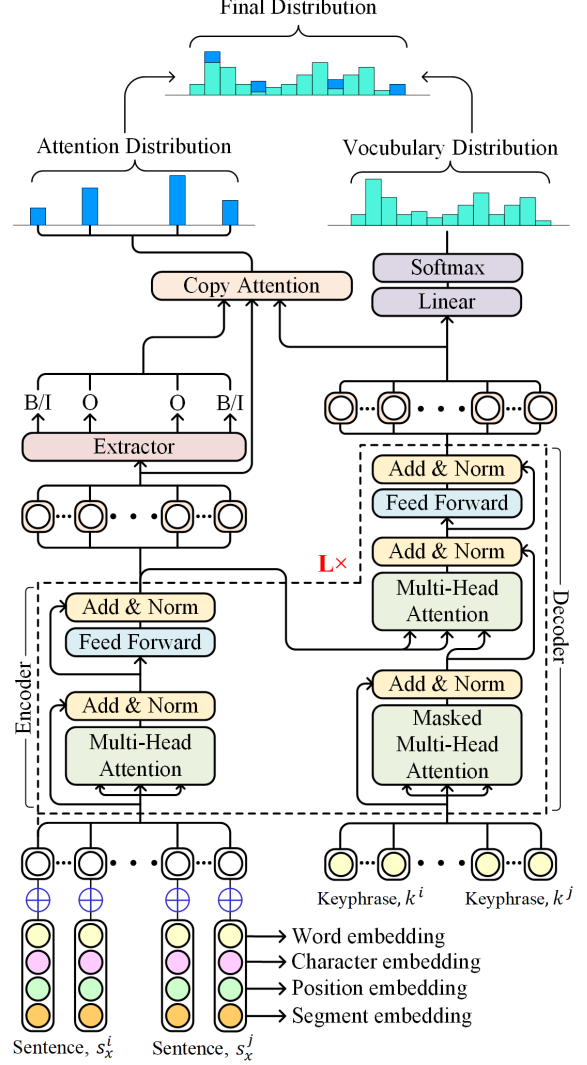 Final Distribution
Attention Distribution
Vocubulary Distribution
Softmax
Copy Attention
Linear
B/I O O B/I
Extractor
Add & Norm
Feed Forward
Add & Norm
L×
Multi-Head
Attention
Decoder
Encoder
Add & Norm
Feed Forward
Add & Norm
Add & Norm
Masked
Multi-Head
Attention
Multi-Head
Attention
Keyphrase, k^i
Keyphrase, k^j
Word embedding
Character embedding
Position embedding
Segment embedding
Sentence, s_x^i
Sentence, s_x^j